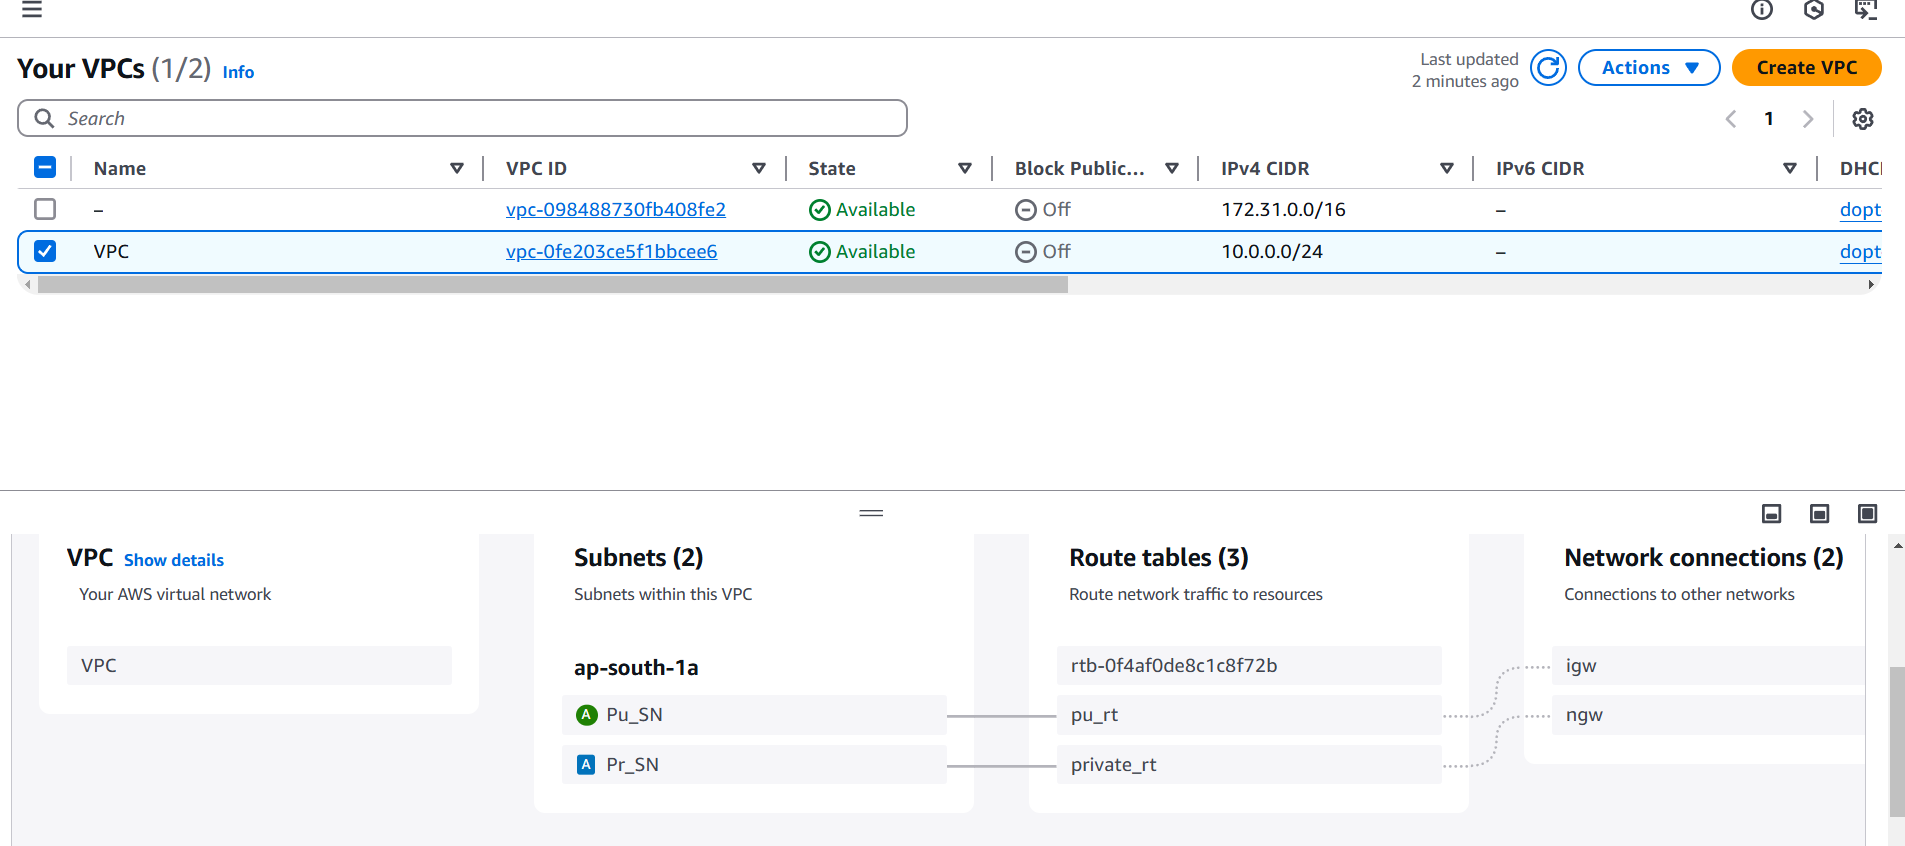 Your VPCs (1/2) Info
Last updated
2 minutes ago
Actions
Create VPC
Search
1
Name VPC ID State Block Public... IPv4 CIDR IPv6 CIDR DHC
– vpc-098488730fb408fe2 Available Off 172.31.0.0/16 – dopt
VPC vpc-0fe203ce5f1bbcee6 Available Off 10.0.0.0/24 – dopt
VPC Show details
Your AWS virtual network
VPC
Subnets (2)
Subnets within this VPC
ap-south-1a
A Pu_SN
A Pr_SN
Route tables (3)
Route network traffic to resources
rtb-0f4af0de8c1c8f72b
pu_rt
private_rt
Network connections (2)
Connections to other networks
igw
ngw